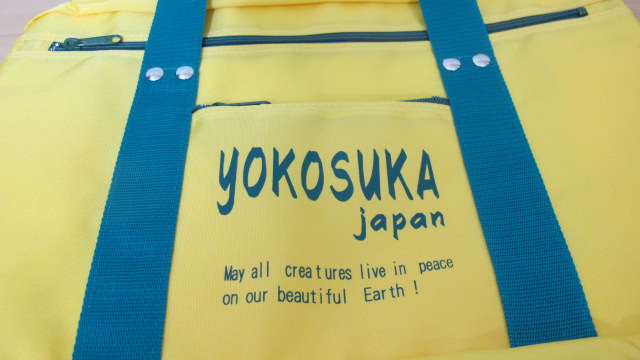 YOKOSUKA
japan
May all creatures live in peace
on our beautiful Earth !